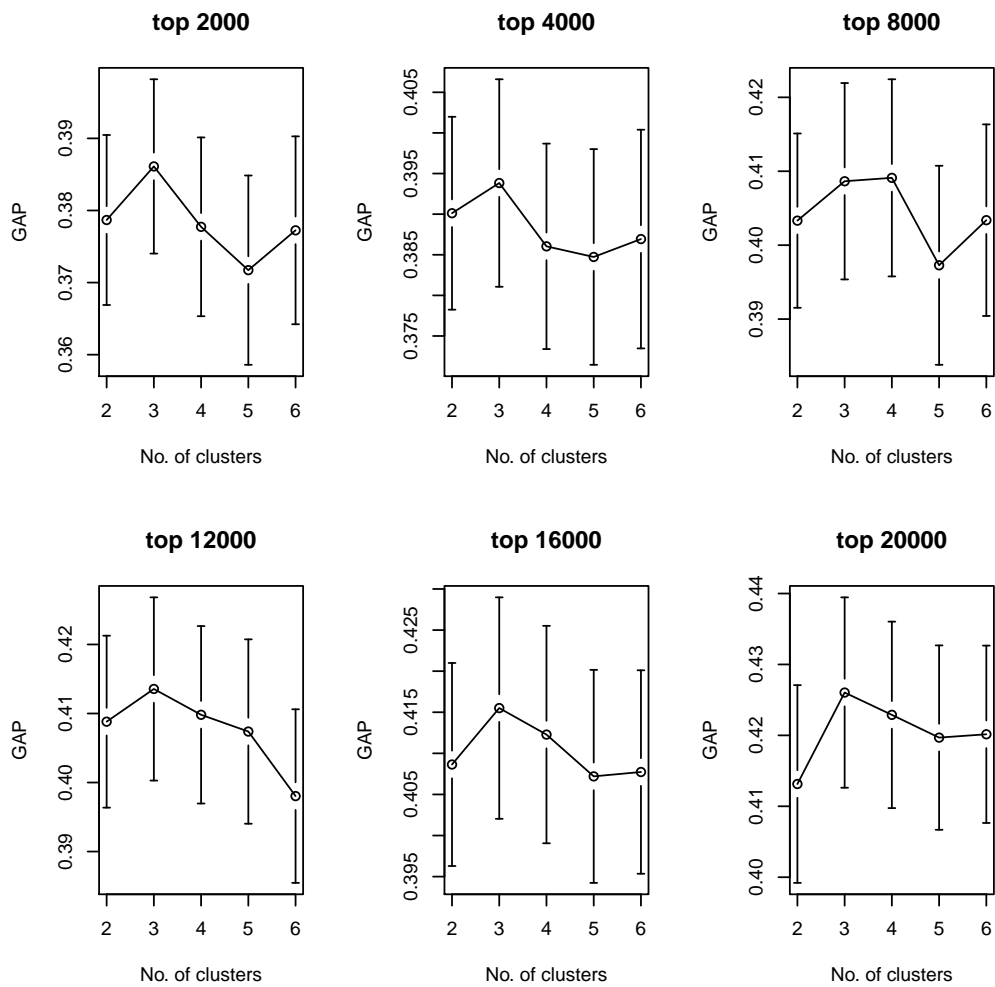 top 2000
top 4000
top 8000
GAP
0.36 0.37 0.38 0.39
2 3 4 5 6
No. of clusters
GAP
0.375 0.385 0.395 0.405
2 3 4 5 6
No. of clusters
GAP
0.39 0.40 0.41 0.42
2 3 4 5 6
No. of clusters
top 12000
top 16000
top 20000
GAP
0.39 0.40 0.41 0.42
2 3 4 5 6
No. of clusters
GAP
0.395 0.405 0.415 0.425
2 3 4 5 6
No. of clusters
GAP
0.40 0.41 0.42 0.43 0.44
2 3 4 5 6
No. of clusters